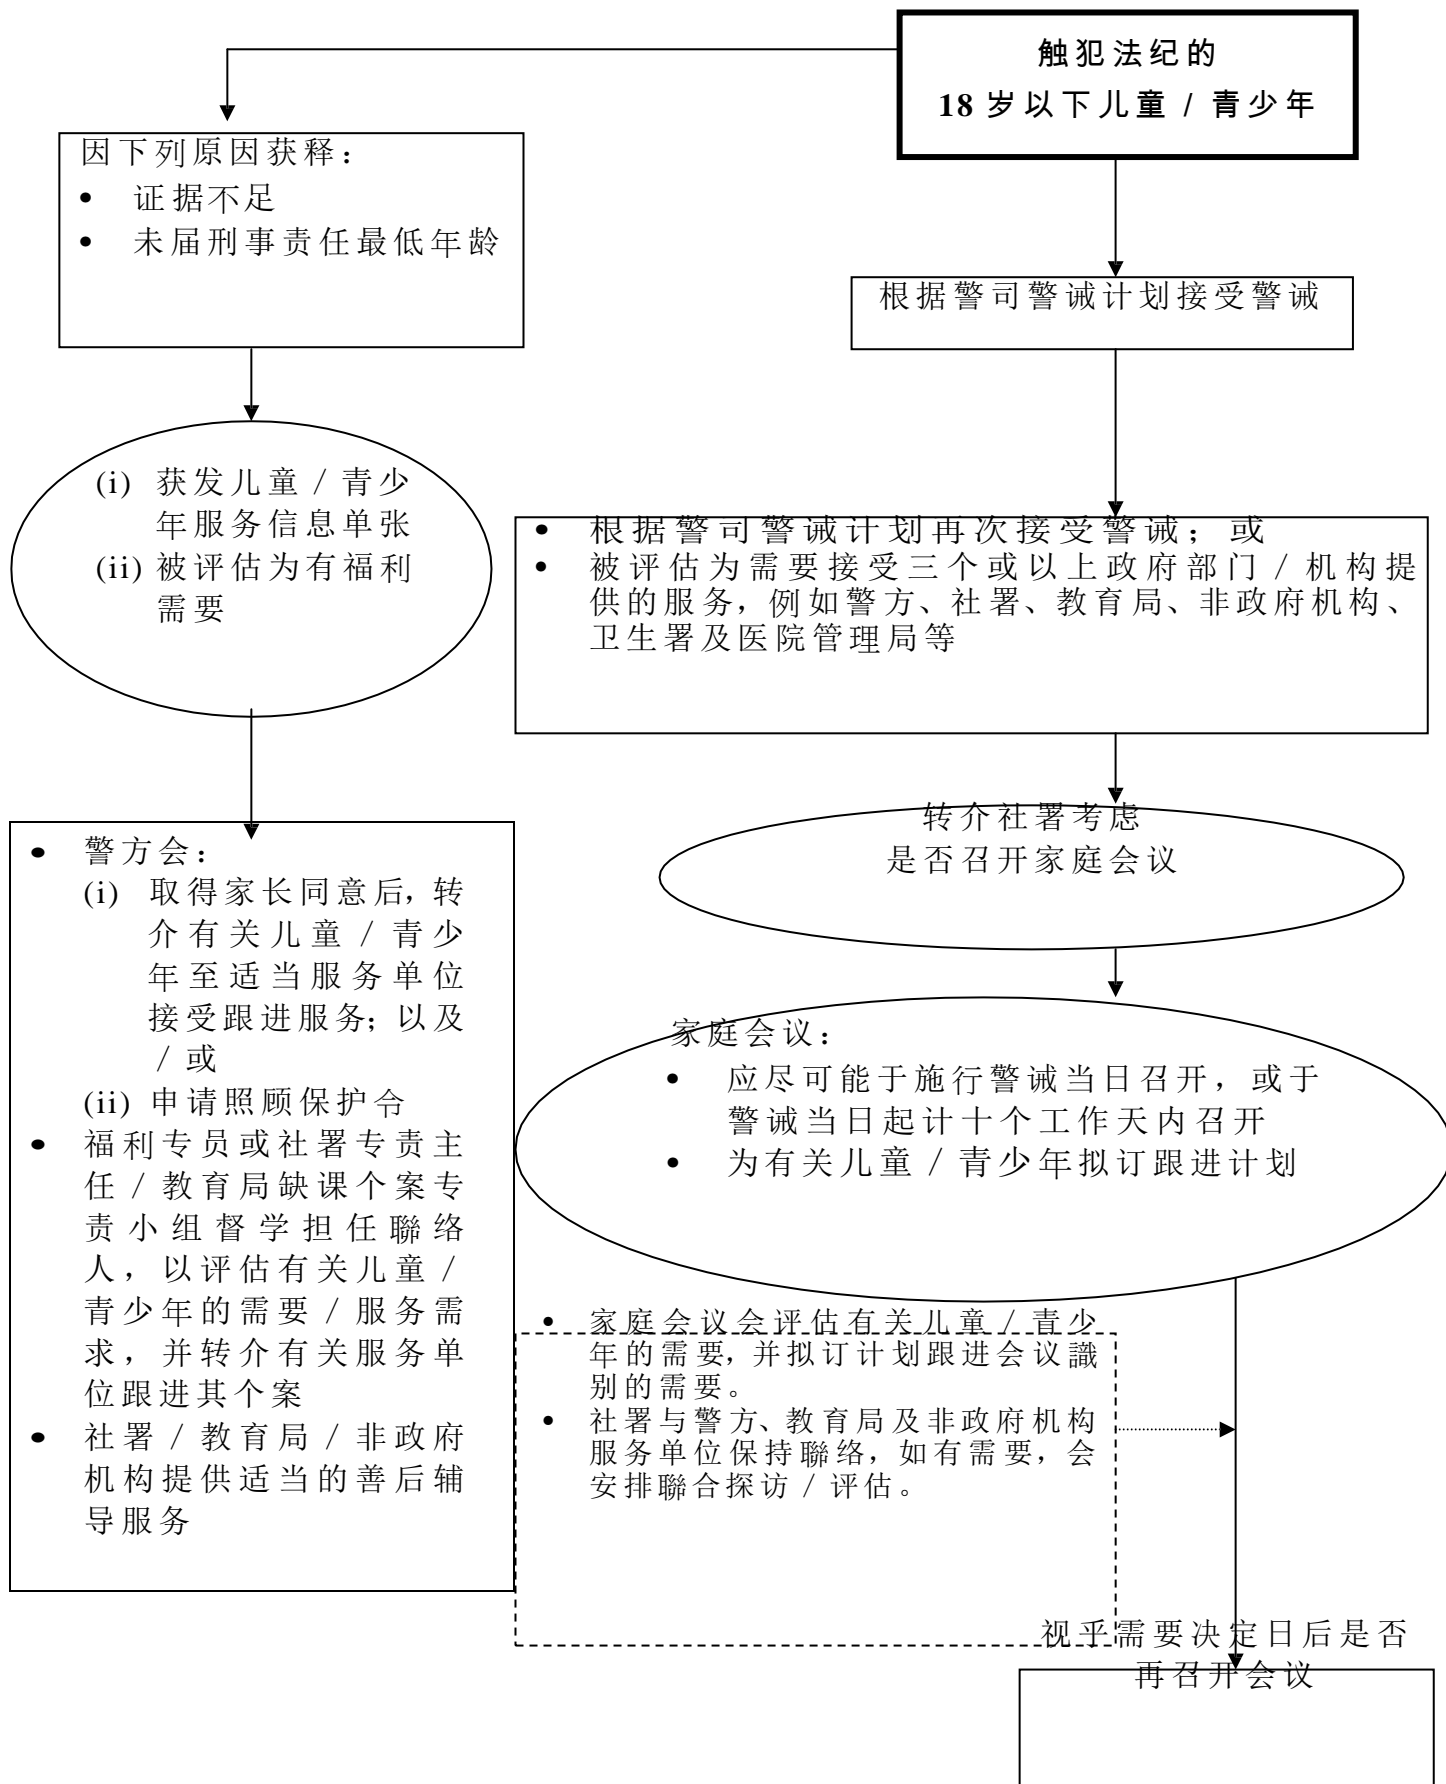 触犯法纪的
18 岁以下儿童 / 青少年
因下列原因获释：
• 证据不足
• 未届刑事责任最低年龄
根据警司警诫计划接受警诫
(i) 获发儿童 / 青少
年服务信息单张
(ii) 被评估为有福利
需要
• 根据警司警诫计划再次接受警诫；或
• 被评估为需要接受三个或以上政府部门 / 机构提
供的服务，例如警方、社署、教育局、非政府机构、
卫生署及医院管理局等
转介社署考虑
是否召开家庭会议
• 警方会：
(i) 取得家长同意后，转
介有关儿童 / 青少
年至适当服务单位
接受跟进服务；以及
/ 或
(ii) 申请照顾保护令
• 福利专员或社署专责主
任 / 教育局缺课个案专
责小组督学担任聯络
人，以评估有关儿童 /
青少年的需要 / 服务需
求，并转介有关服务单
位跟进其个案
• 社署 / 教育局 / 非政府
机构提供适当的善后辅
导服务
家庭会议：
• 应尽可能于施行警诫当日召开，或于
警诫当日起计十个工作天内召开
• 为有关儿童 / 青少年拟订跟进计划
• 家庭会议会评估有关儿童 / 青少
年的需要，并拟订计划跟进会议識
别的需要。
• 社署与警方、教育局及非政府机构
服务单位保持聯络，如有需要，会
安排聯合探访 / 评估。
视乎需要决定日后是否
再召开会议